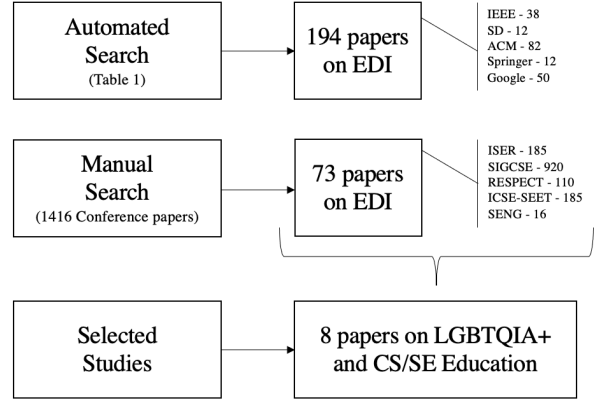 Automated
Search
(Table 1)
194 papers
on EDI
IEEE - 38
SD - 12
ACM - 82
Springer - 12
Google - 50
Manual
Search
(1416 Conference papers)
73 papers
on EDI
ISER - 185
SIGCSE - 920
RESPECT - 110
ICSE-SEET - 185
SENG - 16
Selected
Studies
8 papers on LGBTQIA+
and CS/SE Education